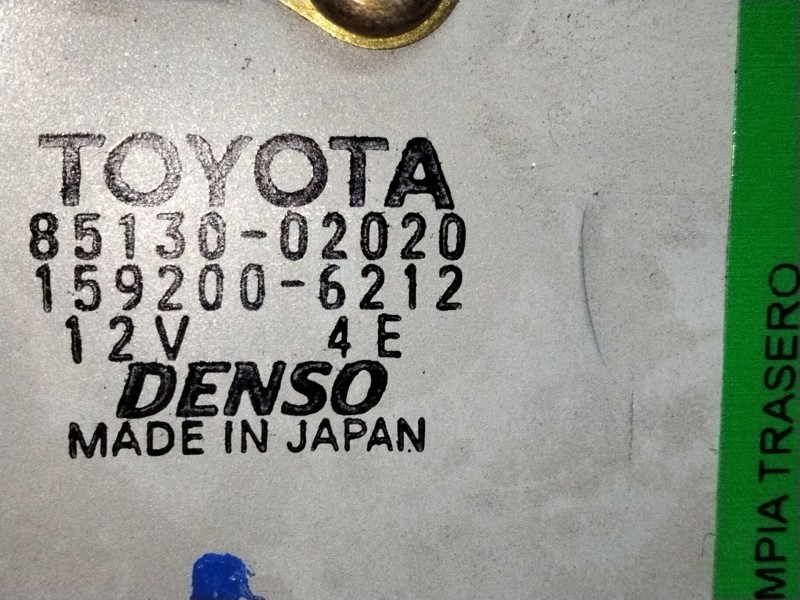 TOYOTA
85130-02020
159200-6212
12V 4E
DENSO
MADE IN JAPAN
MPIA TRASERO